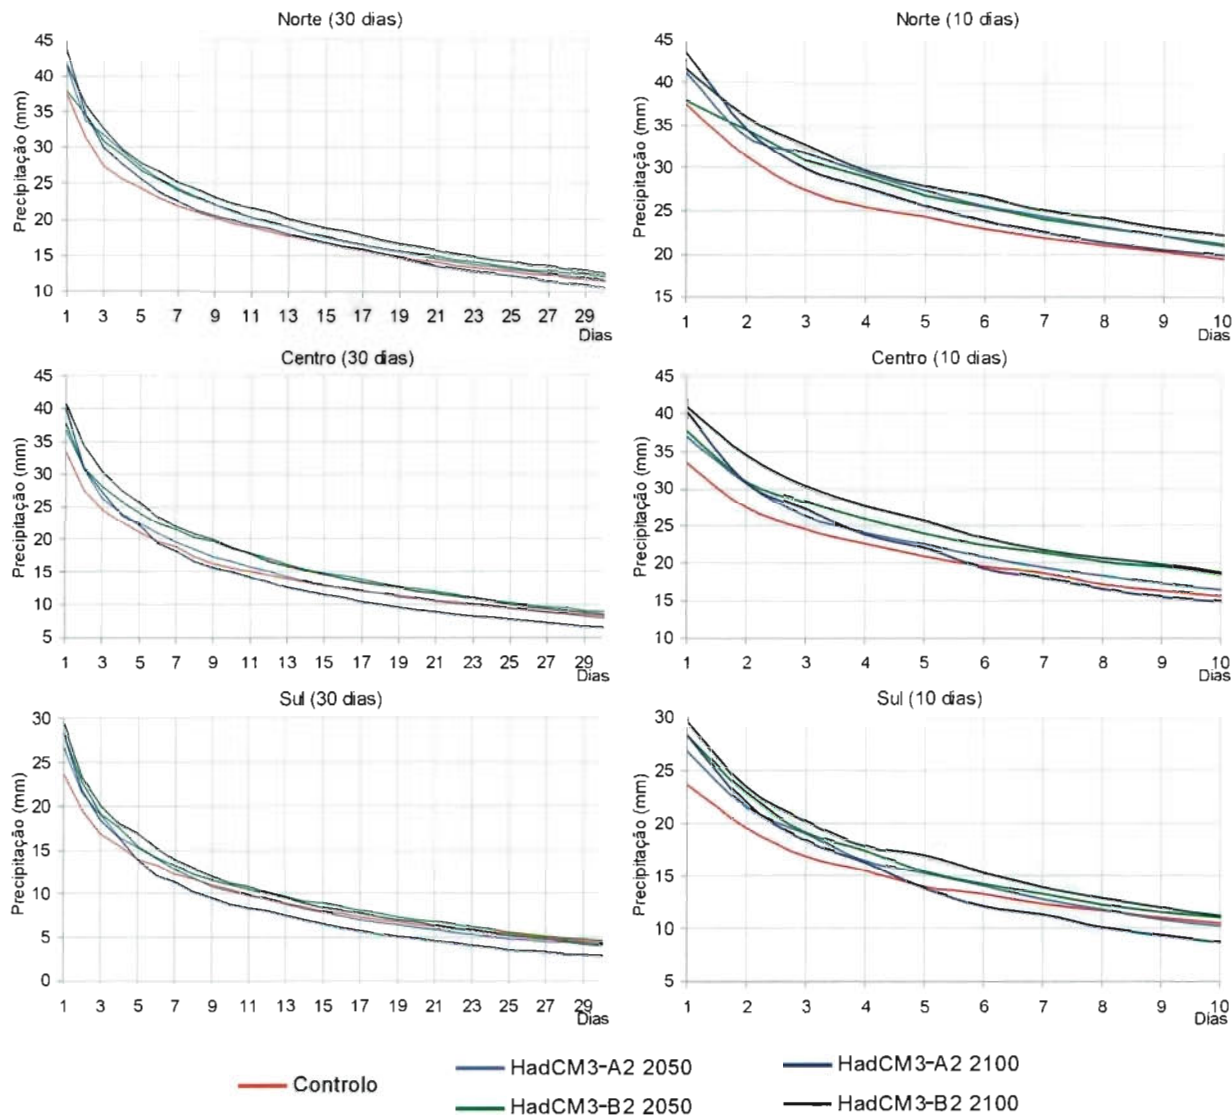 Norte (30 dias)
Precipitação (mm)
45
40
35
30
25
20
15
10
1 3 5 7 9 11 13 15 17 19 21 23 25 27 29
Dias
Norte (10 dias)
Precipitação (mm)
45
40
35
30
25
20
15
1 2 3 4 5 6 7 8 9 10
Dias
Centro (30 dias)
Precipitação (mm)
45
40
35
30
25
20
15
10
5
1 3 5 7 9 11 13 15 17 19 21 23 25 27 29
Dias
Centro (10 dias)
Precipitação (mm)
45
40
35
30
25
20
15
10
1 2 3 4 5 6 7 8 9 10
Dias
Sul (30 dias)
Precipitação (mm)
30
25
20
15
10
5
0
1 3 5 7 9 11 13 15 17 19 21 23 25 27 29
Dias
Sul (10 dias)
Precipitação (mm)
30
25
20
15
10
5
1 2 3 4 5 6 7 8 9 10
Dias
Controlo
HadCM3-A2 2050
HadCM3-A2 2100
HadCM3-B2 2050
HadCM3-B2 2100